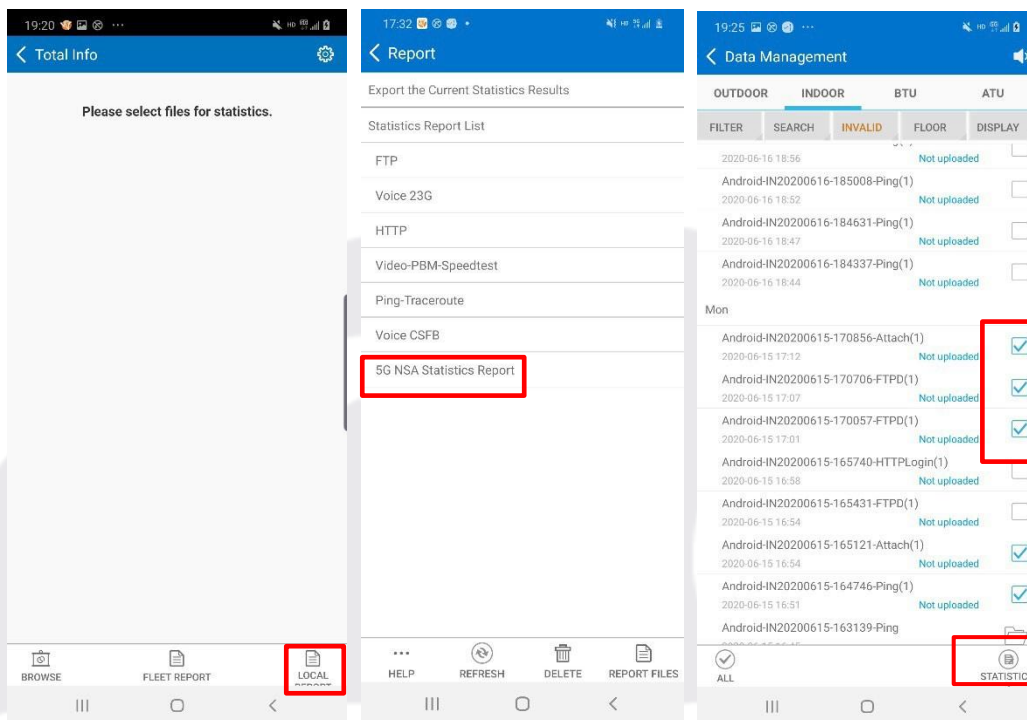 19:20
Total Info
Please select files for statistics.
BROWSE
FLEET REPORT
LOCAL
17:32
Report
Export the Current Statistics Results
Statistics Report List
FTP
Voice 23G
HTTP
Video-PBM-Speedtest
Ping-Traceroute
Voice CSFB
5G NSA Statistics Report
HELP
REFRESH
DELETE
REPORT FILES
19:25
Data Management
OUTDOOR INDOOR BTU ATU
FILTER SEARCH INVALID FLOOR DISPLAY
2020-06-16 18:56 Not uploaded
Android-IN20200616-185008-Ping(1)
2020-06-16 18:52 Not uploaded
Android-IN20200616-184631-Ping(1)
2020-06-16 18:47 Not uploaded
Android-IN20200616-184337-Ping(1)
2020-06-16 18:44 Not uploaded
Mon
Android-IN20200615-170856-Attach(1)
2020-06-15 17:12 Not uploaded
Android-IN20200615-170706-FTPD(1)
2020-06-15 17:07 Not uploaded
Android-IN20200615-170057-FTPD(1)
2020-06-15 17:01 Not uploaded
Android-IN20200615-165740-HTTPLogin(1)
2020-06-15 16:58 Not uploaded
Android-IN20200615-165431-FTPD(1)
2020-06-15 16:54 Not uploaded
Android-IN20200615-165121-Attach(1)
2020-06-15 16:54 Not uploaded
Android-IN20200615-164746-Ping(1)
2020-06-15 16:51 Not uploaded
Android-IN20200615-163139-Ping
ALL
STATISTIC